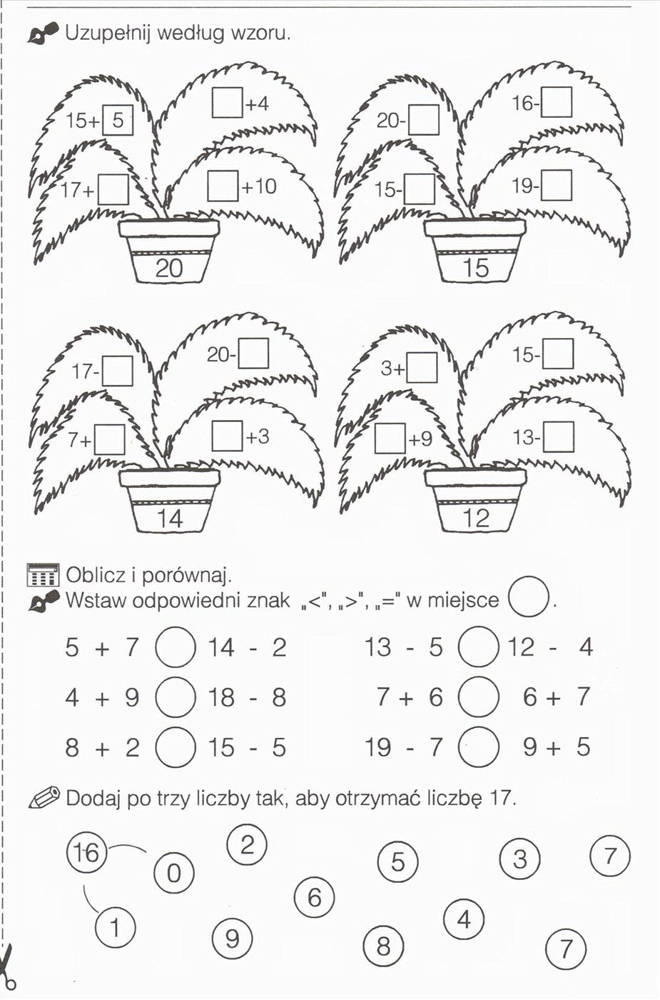 Uzupełnij według wzoru.
15+ 5
□ +4
17+ □
□ +10
20
20- □
16- □
15- □
19- □
15
17- □
20- □
7+ □
□ +3
14
3+ □
15- □
□ +9
13- □
12
Oblicz i porównaj.
Wstaw odpowiedni znak „<", „>", „=" w miejsce ◯.
5 + 7 ◯ 14 - 2
13 - 5 ◯ 12 - 4
4 + 9 ◯ 18 - 8
7 + 6 ◯ 6 + 7
8 + 2 ◯ 15 - 5
19 - 7 ◯ 9 + 5
Dodaj po trzy liczby tak, aby otrzymać liczbę 17.
16 0 2 5 3 7
1 9 6 8 4 7